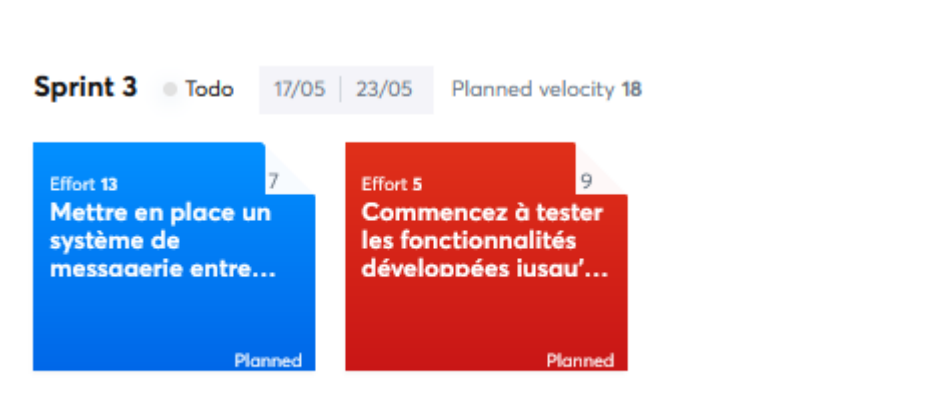 Sprint 3 Todo 17/05 23/05 Planned velocity 18
Effort 13 7
Mettre en place un
système de
messagerie entre...
Planned
Effort 5 9
Commencez à tester
les fonctionnalités
développées jusqu'...
Planned